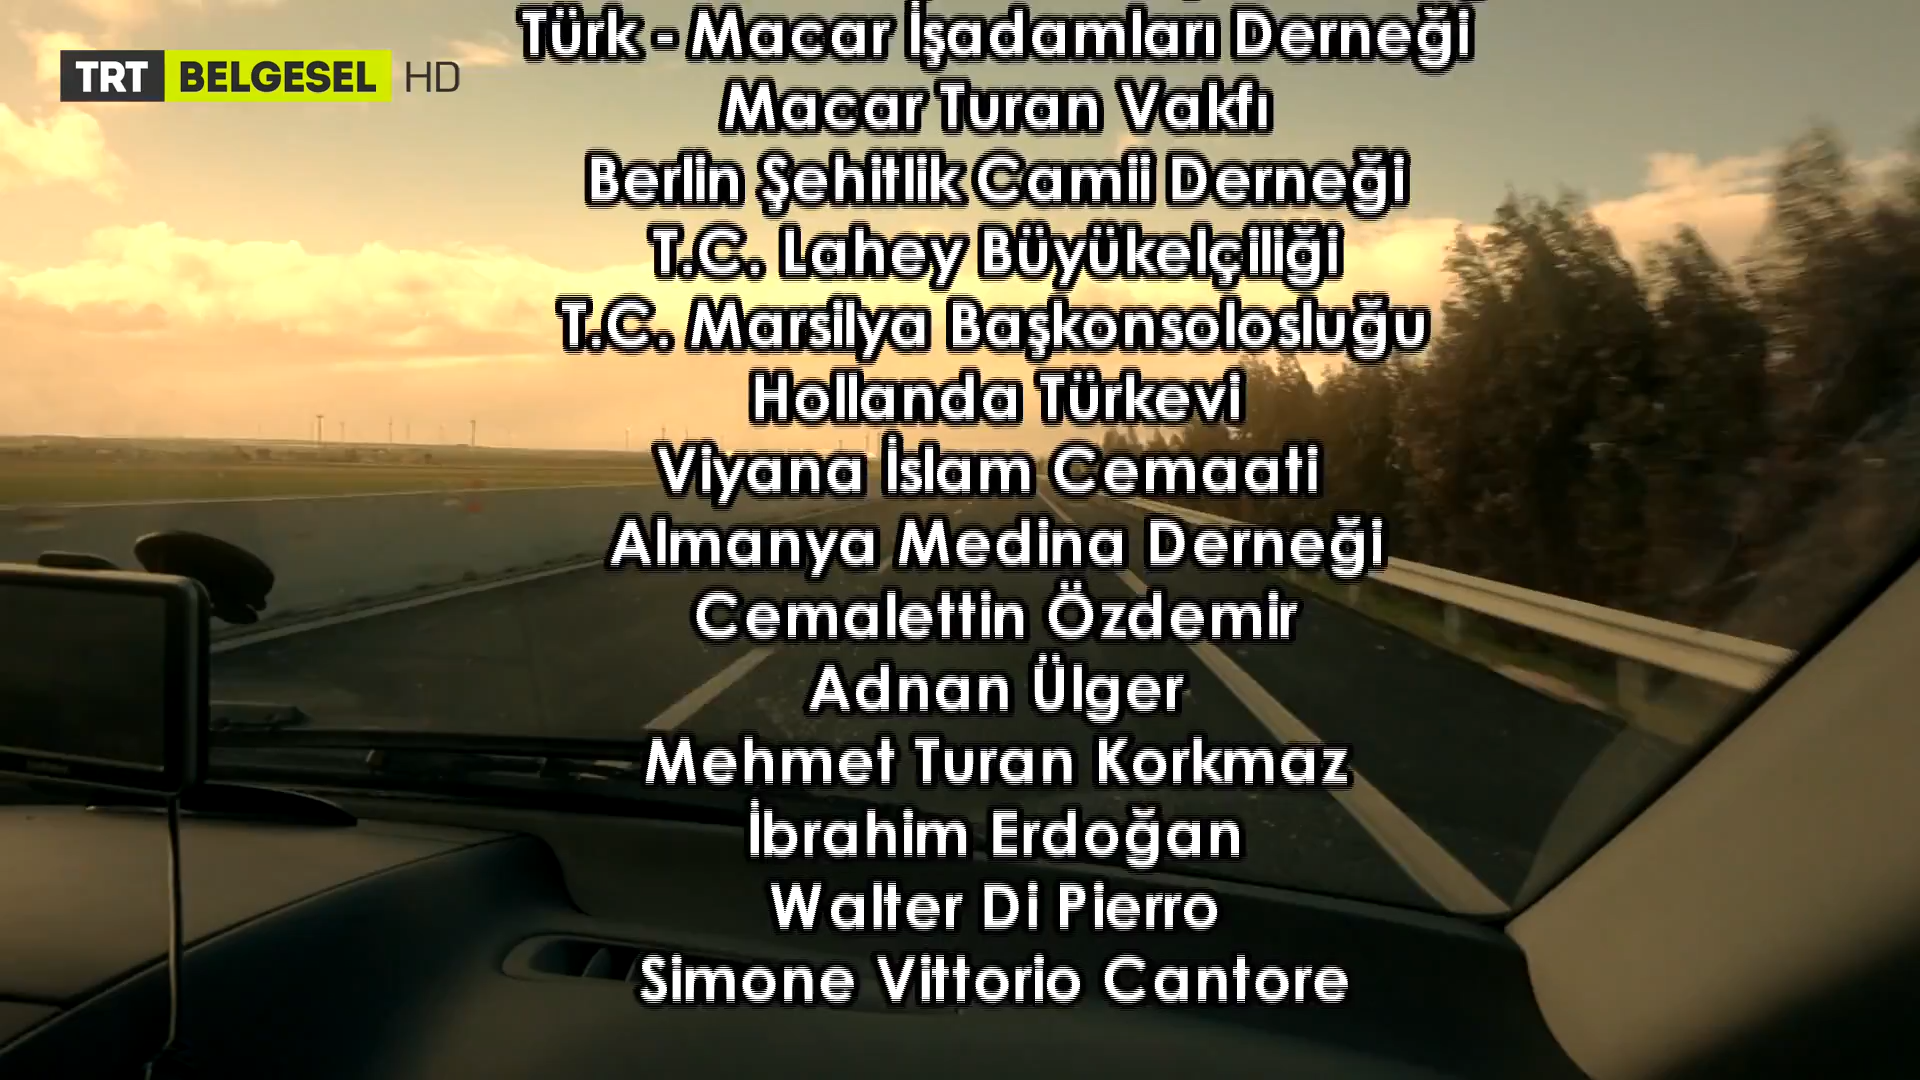 Türk - Macar İşadamları Derneği
TRT BELGESEL HD
Macar Turan Vakfı
Berlin Şehitlik Camii Derneği
T.C. Lahey Büyükelçiliği
T.C. Marsilya Başkonsolosluğu
Hollanda Türkevi
Viyana İslam Cemaati
Almanya Medina Derneği
Cemalettin Özdemir
Adnan Ülger
Mehmet Turan Korkmaz
İbrahim Erdoğan
Walter Di Pierro
Simone Vittorio Cantore